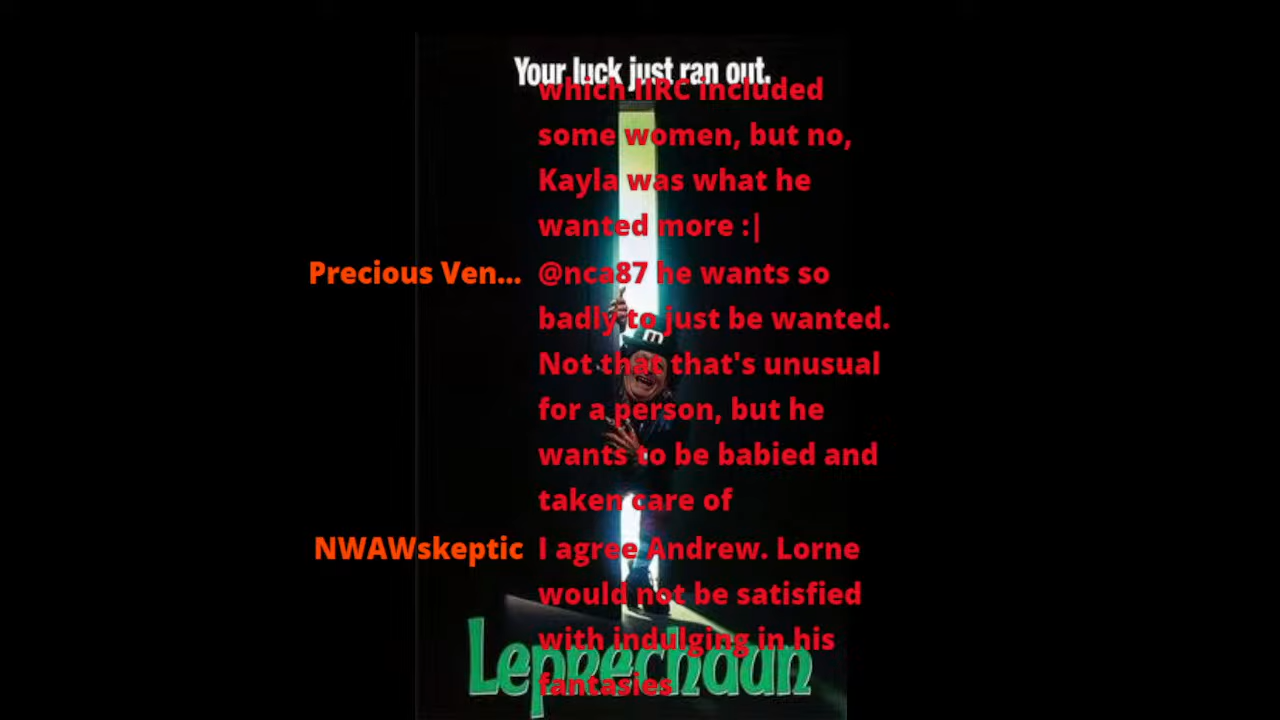 Your luck just ran out.
which IIRC included
some women, but no,
Kayla was what he
wanted more :|
Precious Ven... @nca87 he wants so
badly to just be wanted.
Not that that's unusual
for a person, but he
wants to be babied and
taken care of
NWAWskeptic I agree Andrew. Lorne
would not be satisfied
with indulging in his
fantasies
Leprechaun